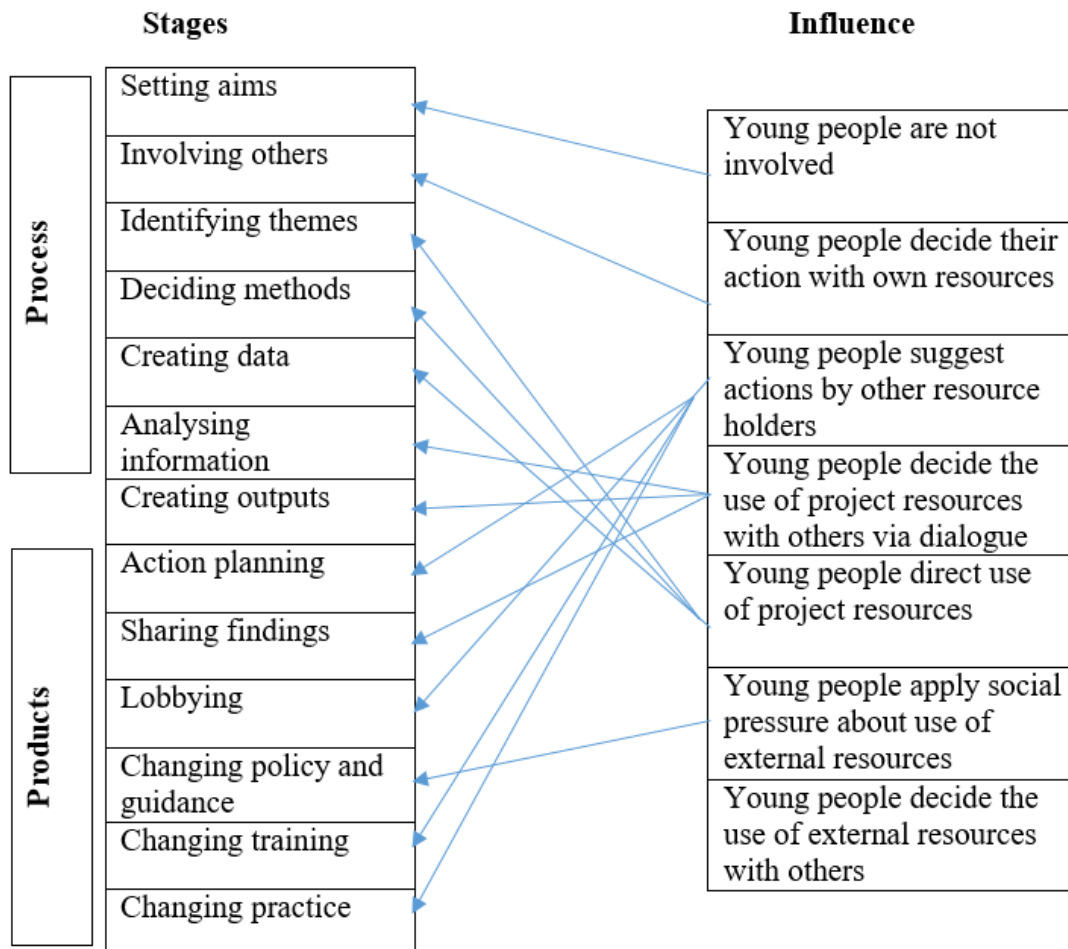 Stages
Influence
Process
Products
Setting aims
Involving others
Identifying themes
Deciding methods
Creating data
Analysing
information
Creating outputs
Action planning
Sharing findings
Lobbying
Changing policy and
guidance
Changing training
Changing practice
Young people are not
involved
Young people decide their
action with own resources
Young people suggest
actions by other resource
holders
Young people decide the
use of project resources
with others via dialogue
Young people direct use
of project resources
Young people apply social
pressure about use of
external resources
Young people decide the
use of external resources
with others